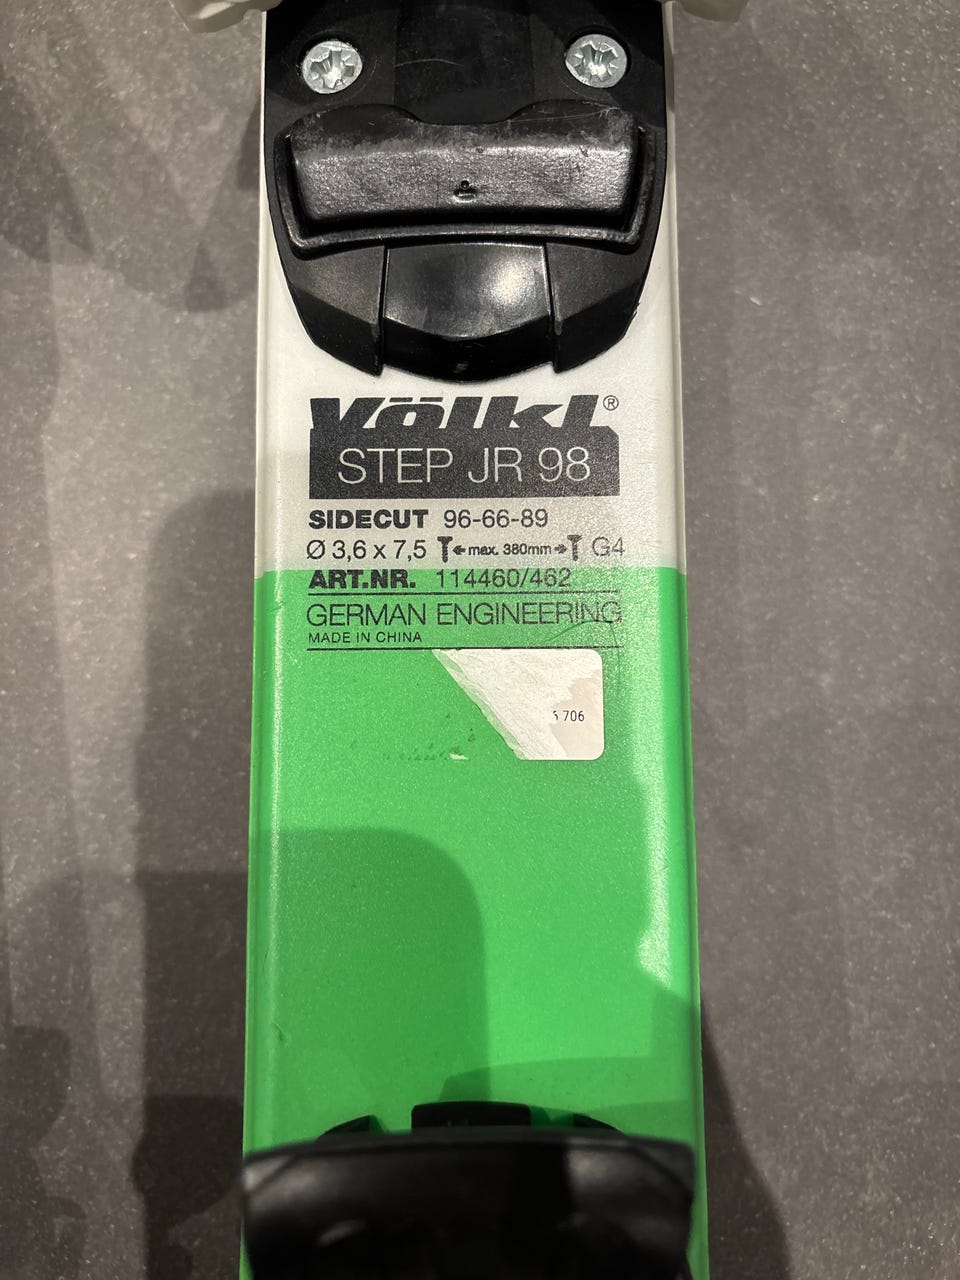 Völkl®
STEP JR 98
SIDECUT 96-66-89
Ø 3,6 x 7,5 max. 380mm G4
ART.NR. 114460/462
GERMAN ENGINEERING
MADE IN CHINA
706